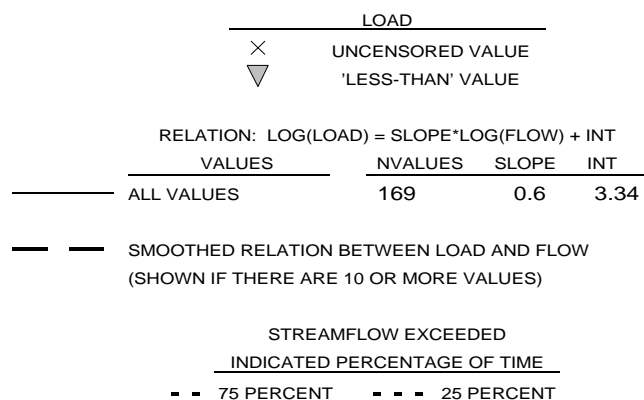 LOAD
UNCENSORED VALUE
'LESS-THAN' VALUE
RELATION: LOG(LOAD) = SLOPE*LOG(FLOW) + INT
VALUES NVALUES SLOPE INT
ALL VALUES 169 0.6 3.34
SMOOTHED RELATION BETWEEN LOAD AND FLOW
(SHOWN IF THERE ARE 10 OR MORE VALUES)
STREAMFLOW EXCEEDED
INDICATED PERCENTAGE OF TIME
75 PERCENT 25 PERCENT